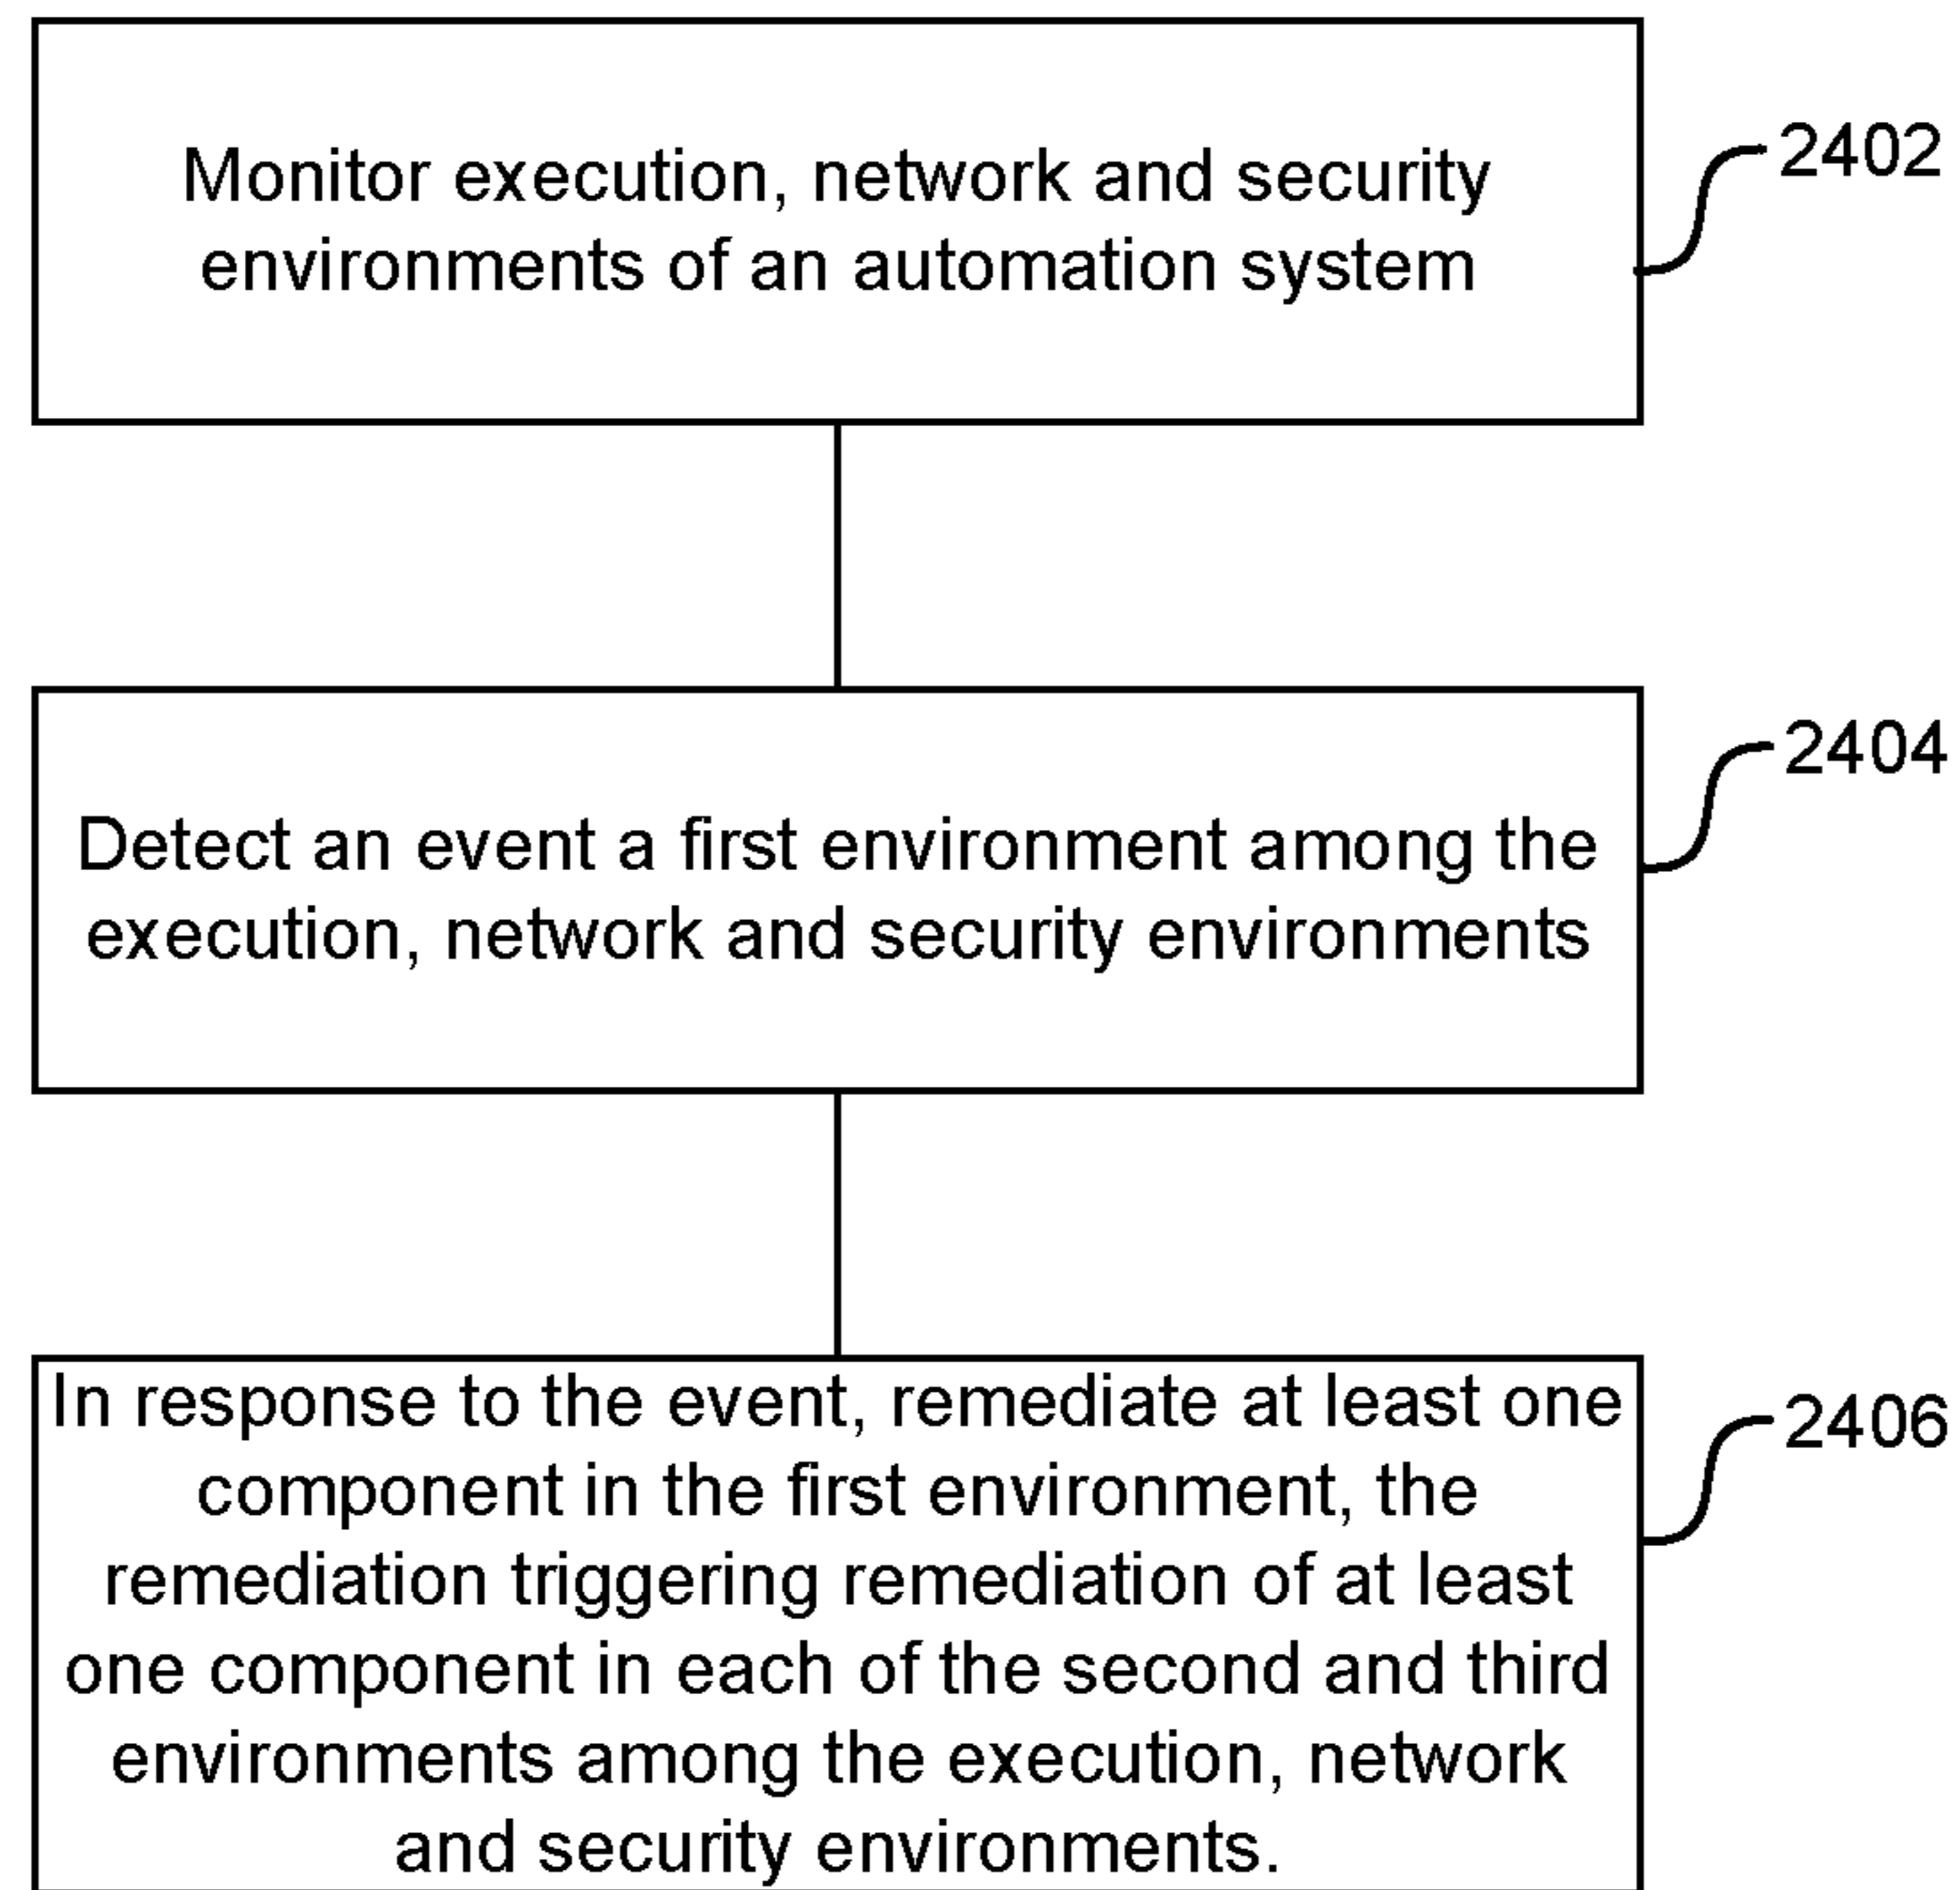 Monitor execution, network and security
environments of an automation system
2402
Detect an event a first environment among the
execution, network and security environments
2404
In response to the event, remediate at least one
component in the first environment, the
remediation triggering remediation of at least
one component in each of the second and third
environments among the execution, network
and security environments.
2406